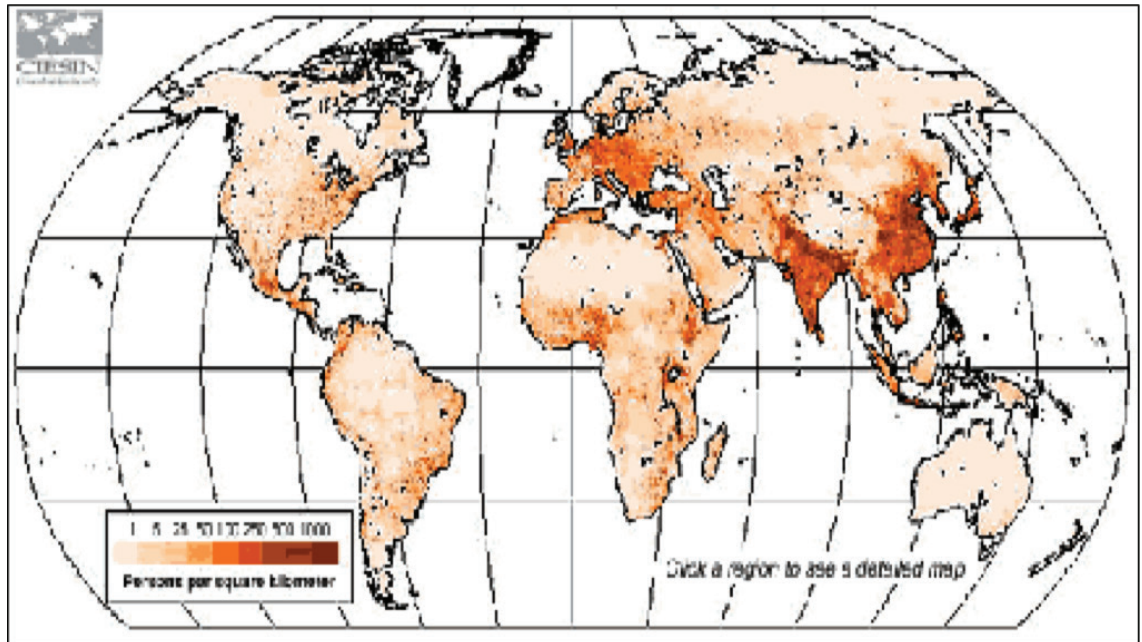 CIESIN
1 5 25 50 100 250 500 1000
Persons per square kilometer
Click a region to see a detailed map